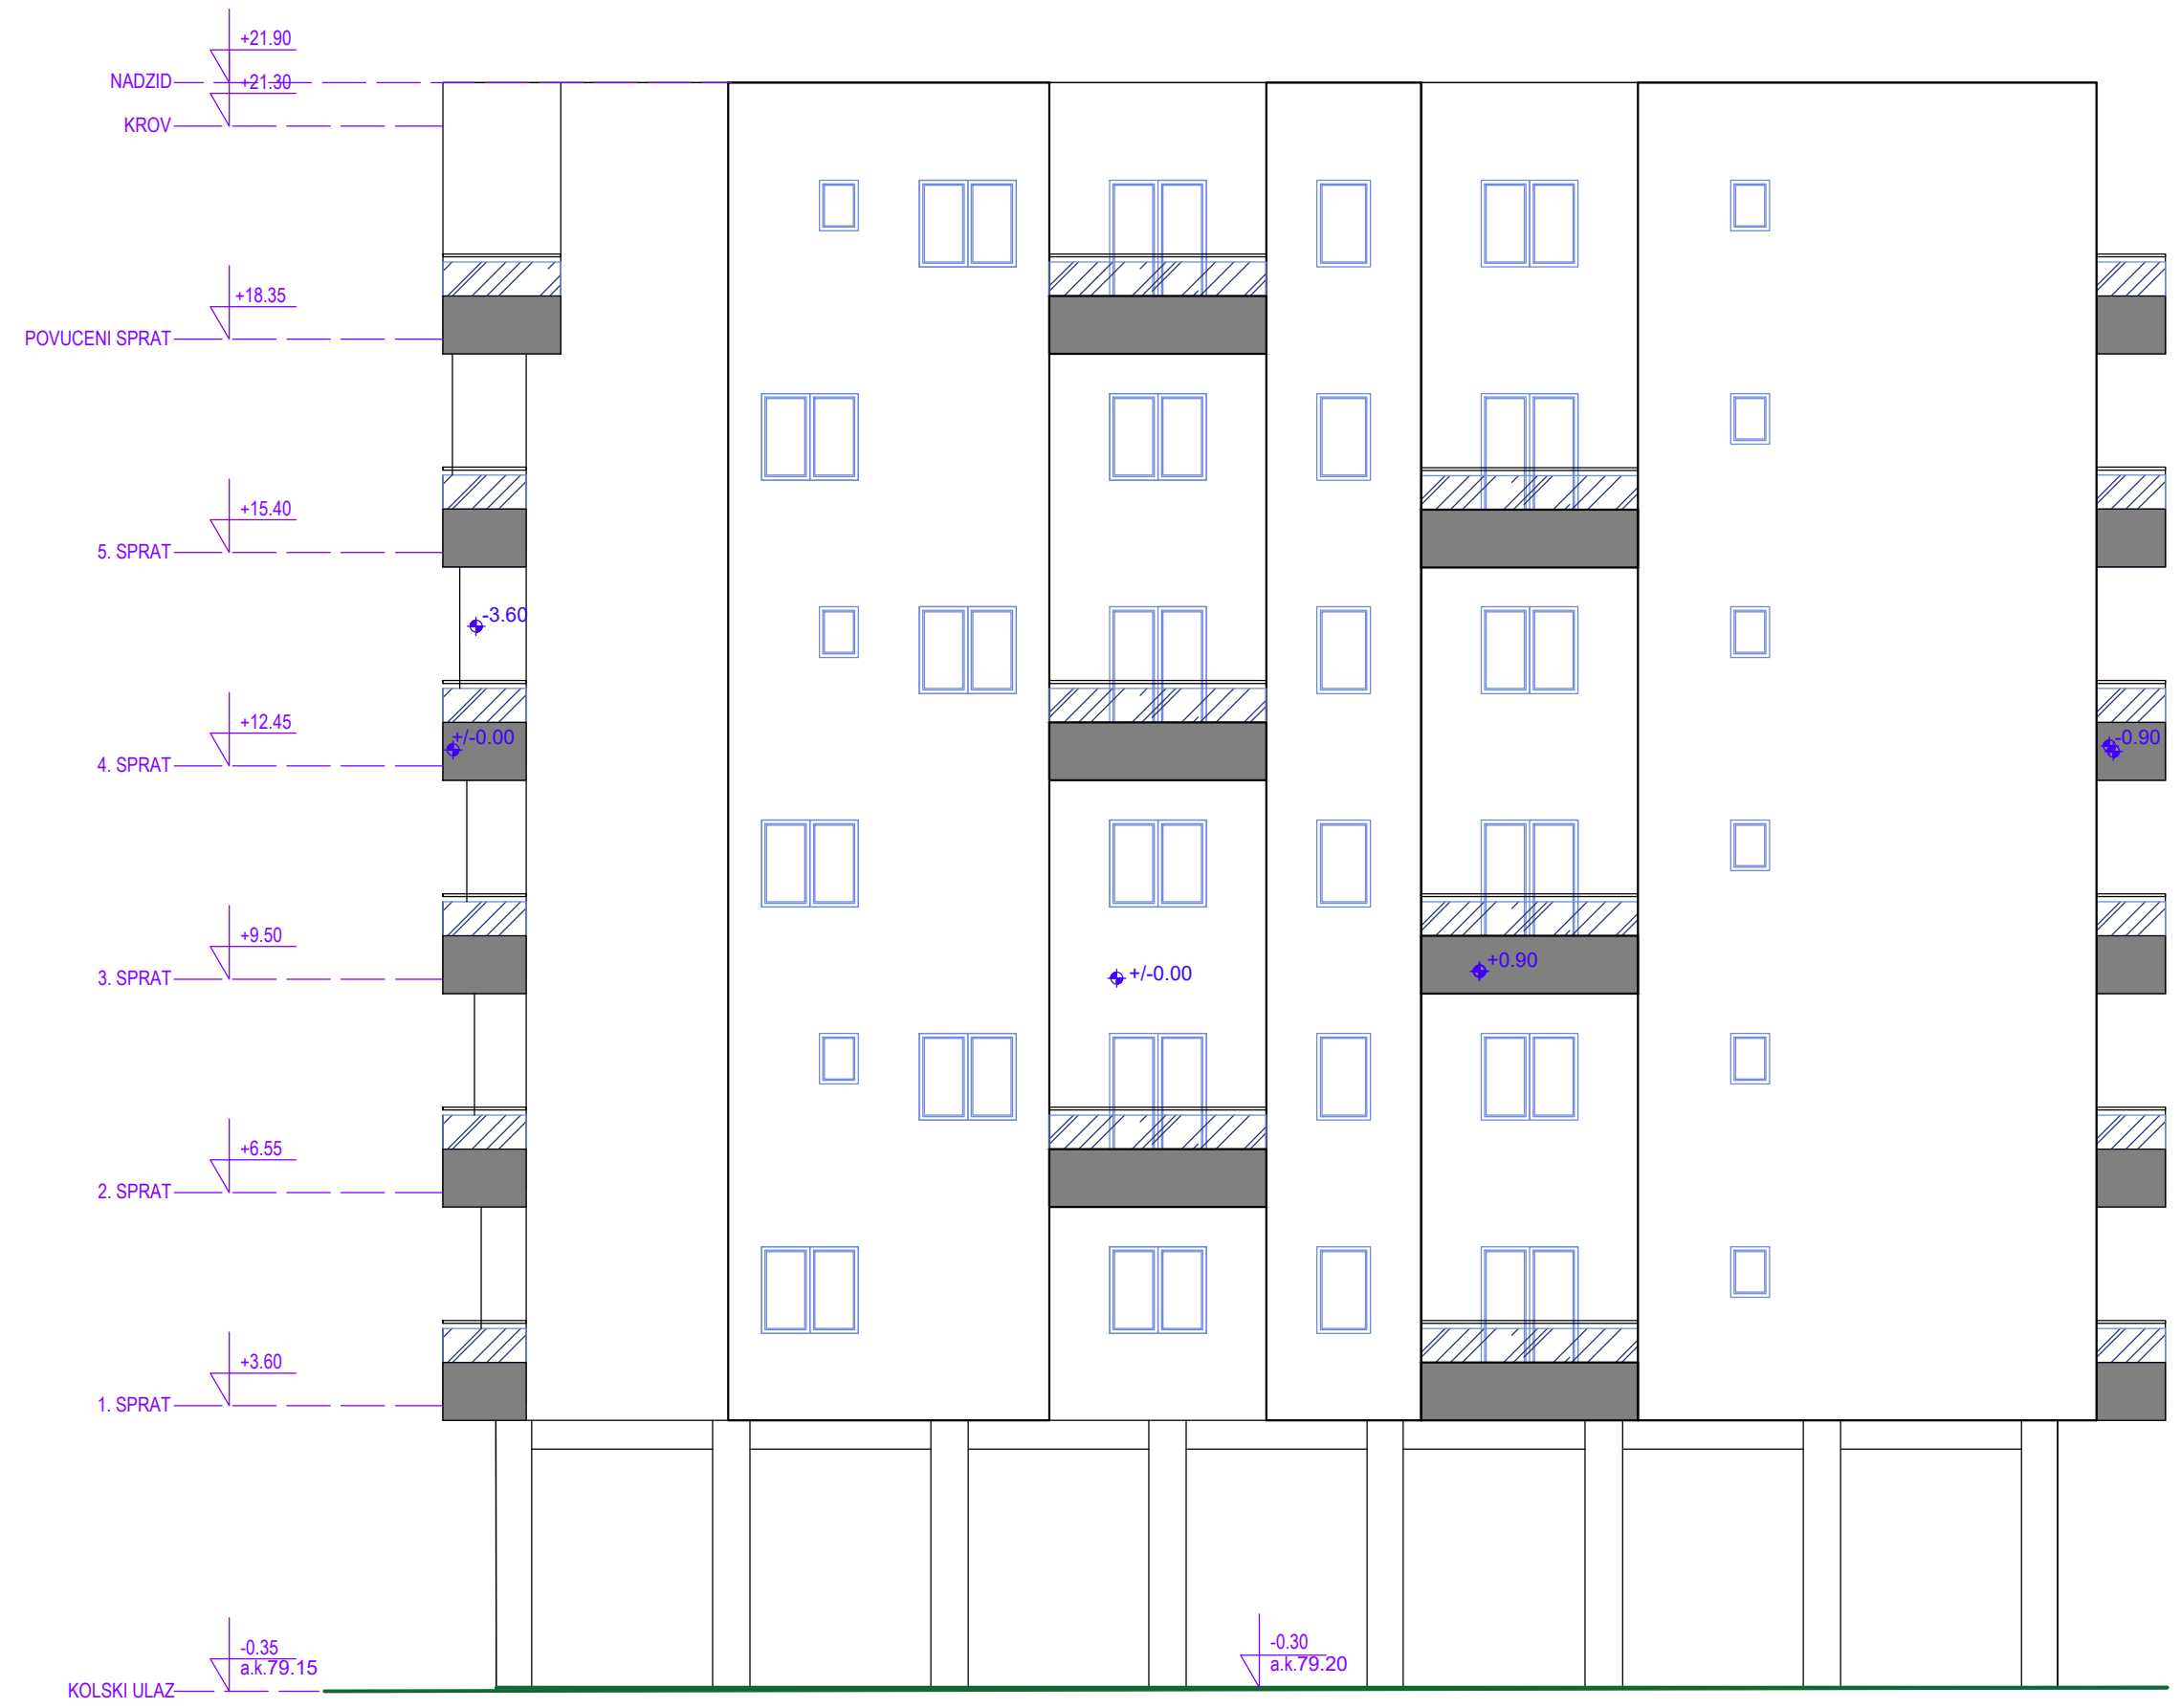 +21.90
NADZID
+21.30
KROV
+18.35
POVUCENI SPRAT
+15.40
5. SPRAT
-3.60
+12.45
+/-0.00
-0.90
4. SPRAT
+9.50
+0.90
3. SPRAT
+/-0.00
+6.55
2. SPRAT
+3.60
1. SPRAT
-0.35
a.k.79.15
-0.30
a.k.79.20
KOLSKI ULAZ